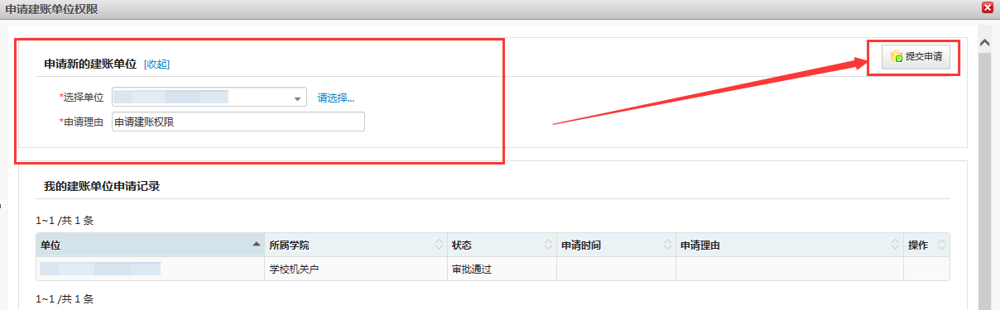 申请建账单位权限
申请新的建账单位 [收起]
提交申请
*选择单位 请选择...
*申请理由 申请建账权限
我的建账单位申请记录
1~1 /共 1 条
单位 所属学院 状态 申请时间 申请理由 操作
学校机关户 审批通过
1~1 /共 1 条